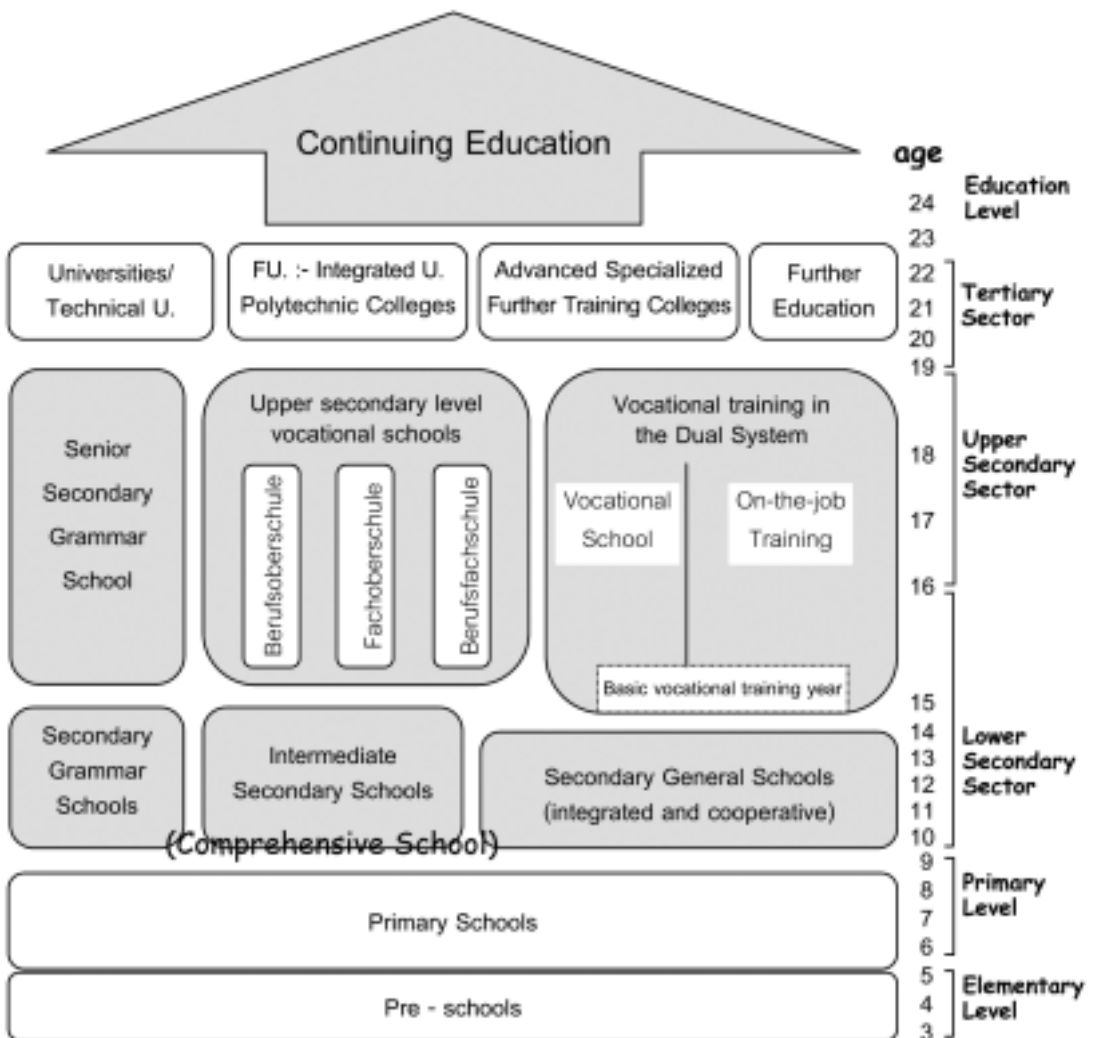 Continuing Education
age
Education
Level
24
23
Universities/
Technical U.
FU. :- Integrated U.
Polytechnic Colleges
Advanced Specialized
Further Training Colleges
Further
Education
22
21
20
19
Tertiary
Sector
Senior
Secondary
Grammar
School
Upper secondary level
vocational schools
Berufsoberschule
Fachoberschule
Berufsfachschule
Vocational training in
the Dual System
Vocational
School
On-the-job
Training
Basic vocational training year
18
17
16
Upper
Secondary
Sector
15
Secondary
Grammar
Schools
Intermediate
Secondary Schools
Secondary General Schools
(integrated and cooperative)
(Comprehensive School)
14
13
12
11
10
Lower
Secondary
Sector
Primary Schools
9
8
7
6
Primary
Level
Pre - schools
5
4
3
Elementary
Level